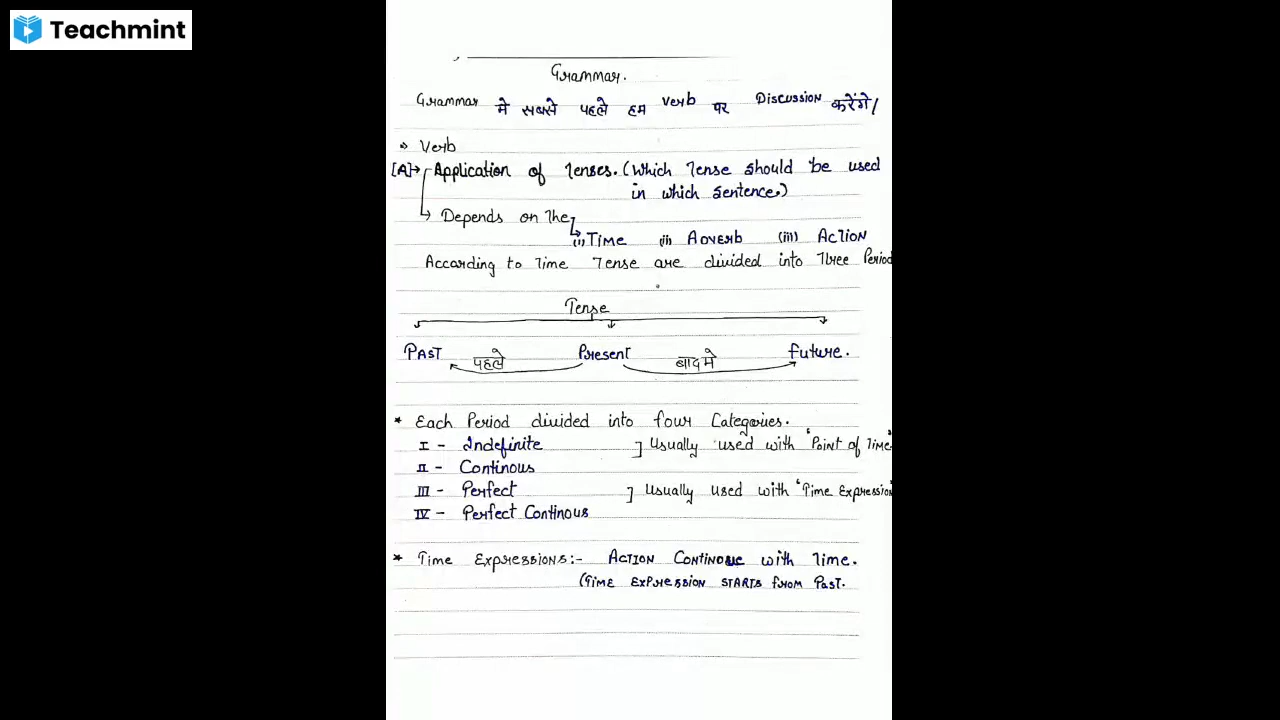 Teachmint
Grammar.
Grammar मे सबसे पहले हम verb पर Discussion करेंगे/
Verb
[A]→ Application of Tenses. (Which Tense should be used
in which sentence.)
Depends on the
(i) Time (ii) Adverb (iii) Action
According to Time Tense are divided into Three Period
Tense
Past पहले Present बाद मे future.
* Each Period divided into four Categories.
I - Indefinite ] Usually used with 'Point of Time'
II - Continous
III - Perfect ] Usually used with 'Time Expression
IV - Perfect Continous
* Time Expressions:- Action Continoue with Time.
(Time Expression starts from Past.